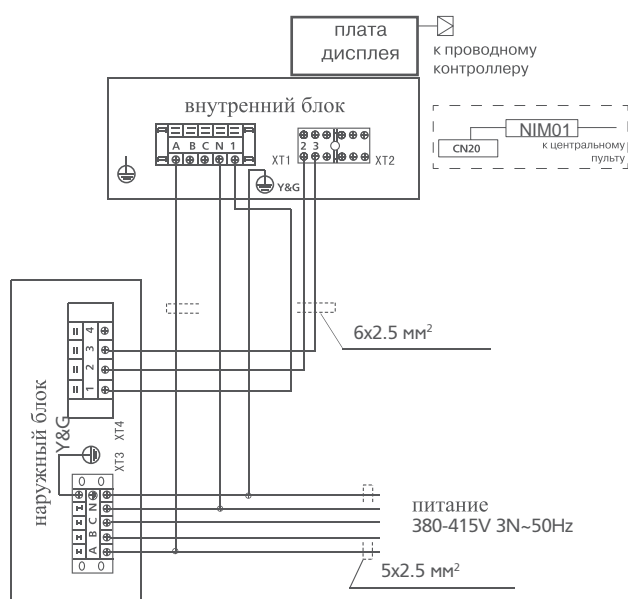 плата
дисплея
к проводному
контроллеру
внутренний блок
A B C N 1
2 3
XT1
XT2
Y&G
NIM01
CN20
к центральному
пульту
6x2.5 мм²
наружный блок
4
3
2
1
Y&G
XT4
XT3
N
C
B
A
питание
380-415V 3N~50Hz
5x2.5 мм²